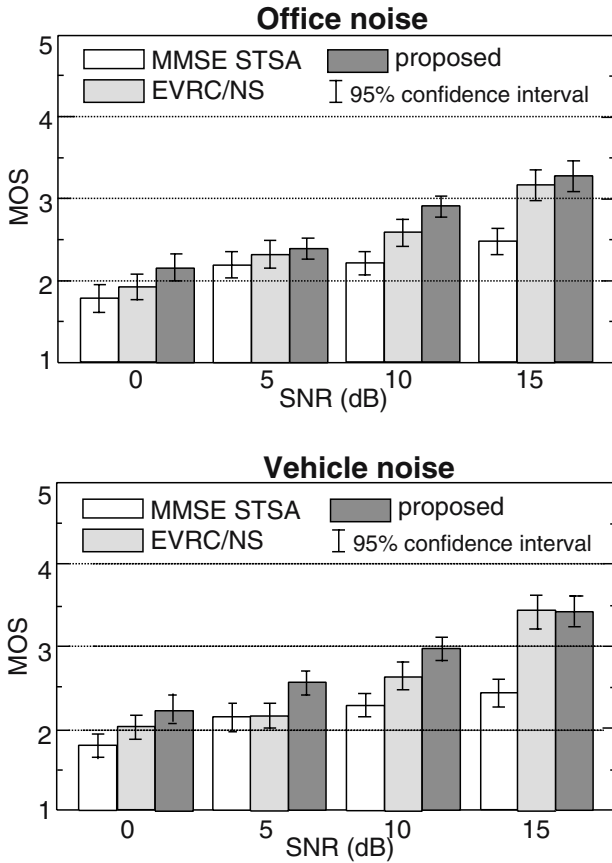 Office noise
5
4
3
2
1
MOS
MMSE STSA
proposed
EVRC/NS
95% confidence interval
0
5
10
15
SNR (dB)
Vehicle noise
5
4
3
2
1
MOS
MMSE STSA
proposed
EVRC/NS
95% confidence interval
0
5
10
15
SNR (dB)